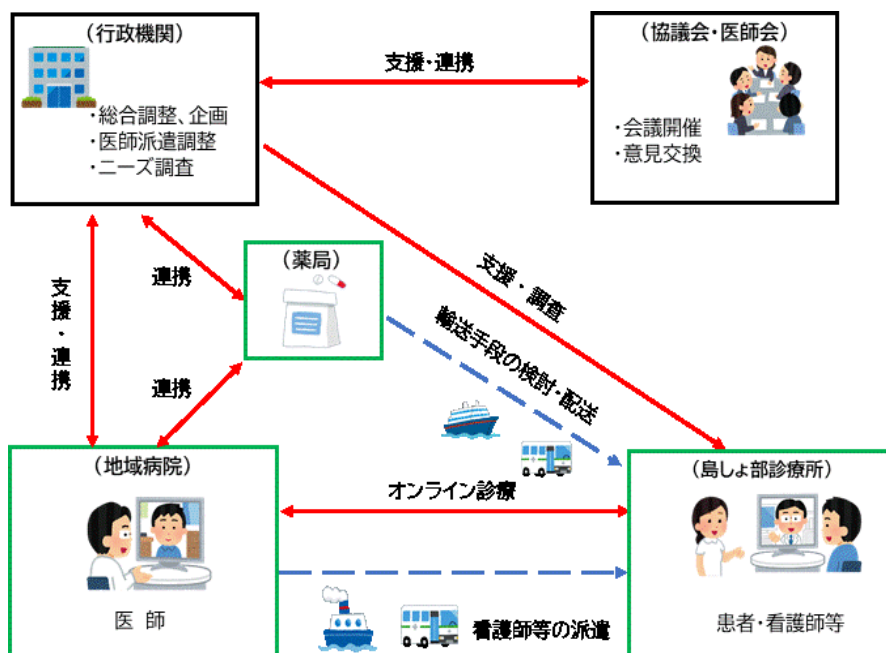 （行政機関）
・総合調整、企画
・医師派遣調整
・ニーズ調査
支援・連携
（協議会・医師会）
・会議開催
・意見交換
支援・連携
連携
（薬局）
連携
支援・調査
輸送手段の検討・配送
（地域病院）
医 師
オンライン診療
看護師等の派遣
（島しょ部診療所）
患者・看護師等